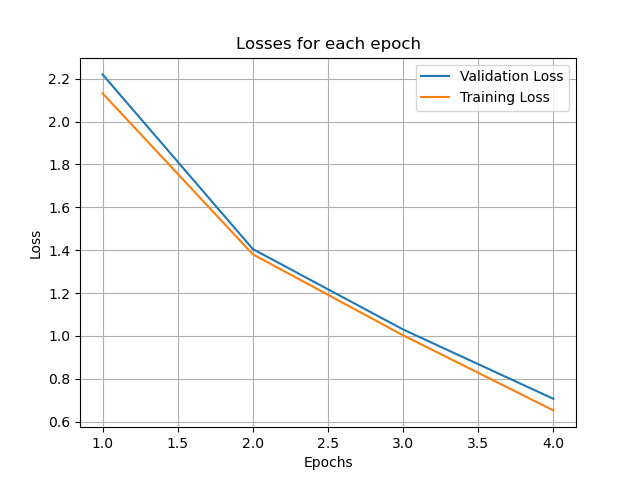 Losses for each epoch
Validation Loss
Training Loss
2.2
2.0
1.8
1.6
1.4
1.2
1.0
0.8
0.6
Loss
1.0 1.5 2.0 2.5 3.0 3.5 4.0
Epochs